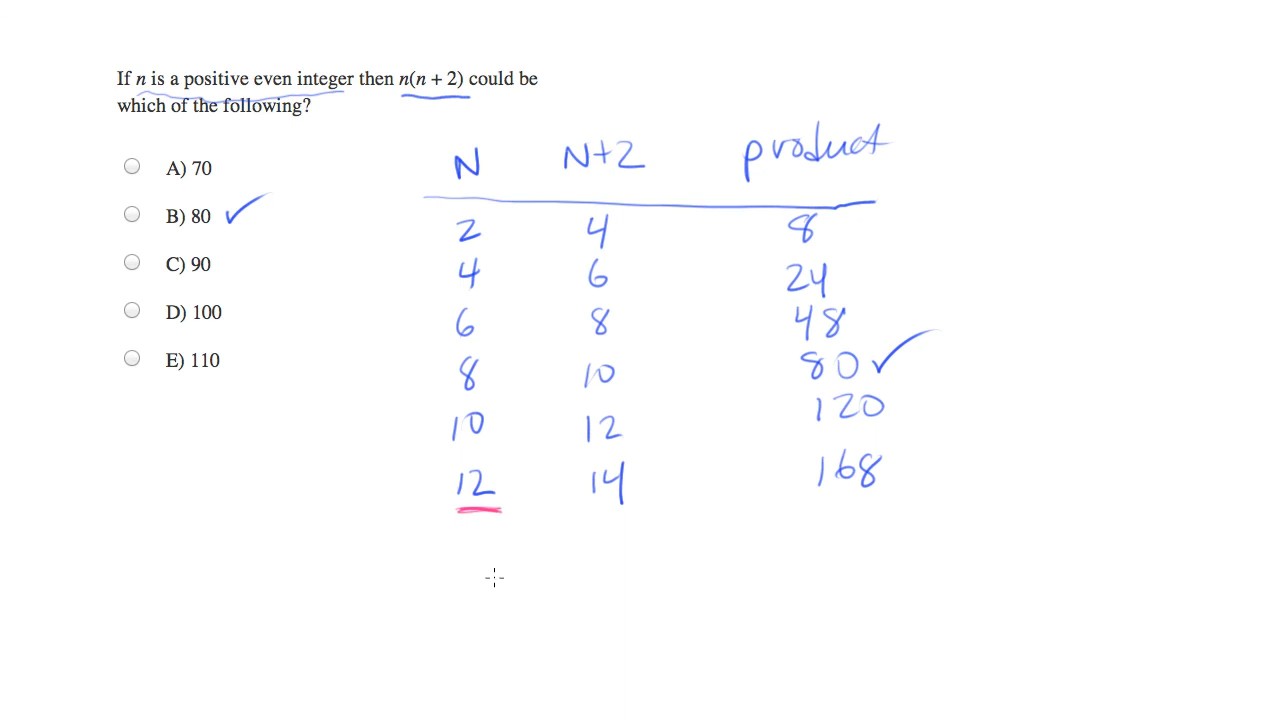 If n is a positive even integer then n(n + 2) could be
which of the following?
A) 70
B) 80 ✓
C) 90
D) 100
E) 110
N N+2 product
2 4 8
4 6 24
6 8 48
8 10 80 ✓
10 12 120
12 14 168